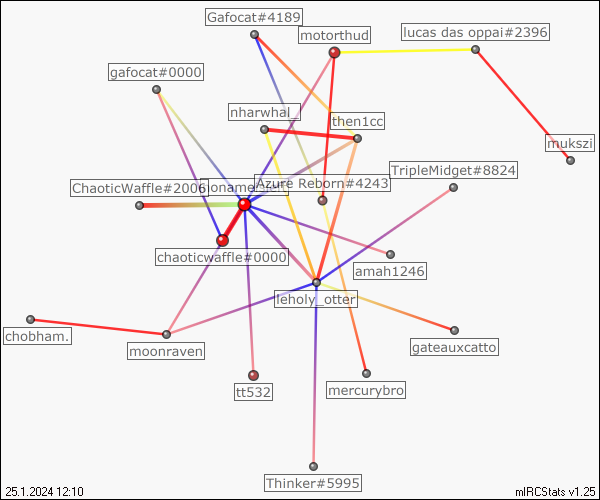 Gafocat#4189
motorthud
lucas das oppai#2396
gafocat#0000
nharwhal_
then1cc
mukszi
TripleMidget#8824
ChaoticWaffle#2006
Azure Reborn#4243
chaoticwaffle#0000
amah1246
leholy_otter
chobham.
moonraven
gateauxcatto
tt532
mercurybro
Thinker#5995
25.1.2024 12:10
mIRCStats v1.25